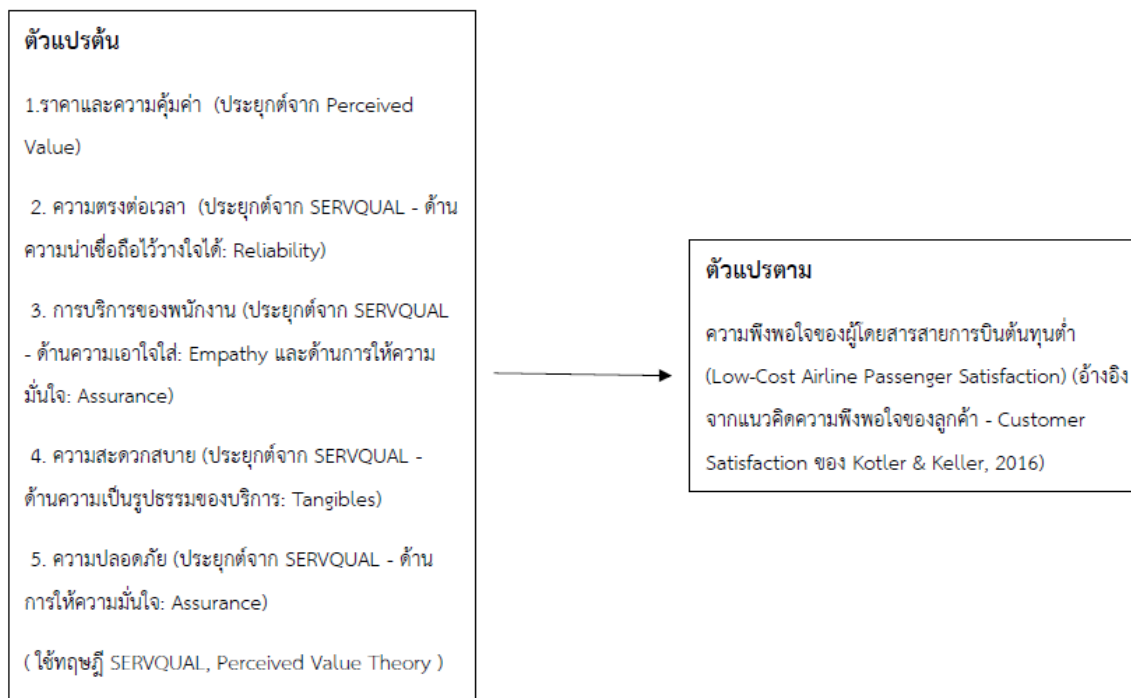 ตัวแปรต้น
1.ราคาและความคุ้มค่า (ประยุกต์จาก Perceived
Value)
2. ความตรงต่อเวลา (ประยุกต์จาก SERVQUAL - ด้าน
ความน่าเชื่อถือไว้วางใจได้: Reliability)
3. การบริการของพนักงาน (ประยุกต์จาก SERVQUAL
- ด้านความเอาใจใส่: Empathy และด้านการให้ความ
มั่นใจ: Assurance)
4. ความสะดวกสบาย (ประยุกต์จาก SERVQUAL -
ด้านความเป็นรูปธรรมของบริการ: Tangibles)
5. ความปลอดภัย (ประยุกต์จาก SERVQUAL - ด้าน
การให้ความมั่นใจ: Assurance)
( ใช้ทฤษฎี SERVQUAL, Perceived Value Theory )
ตัวแปรตาม
ความพึงพอใจของผู้โดยสารสายการบินต้นทุนต่ำ
(Low-Cost Airline Passenger Satisfaction) (อ้างอิง
จากแนวคิดความพึงพอใจของลูกค้า - Customer
Satisfaction ของ Kotler & Keller, 2016)